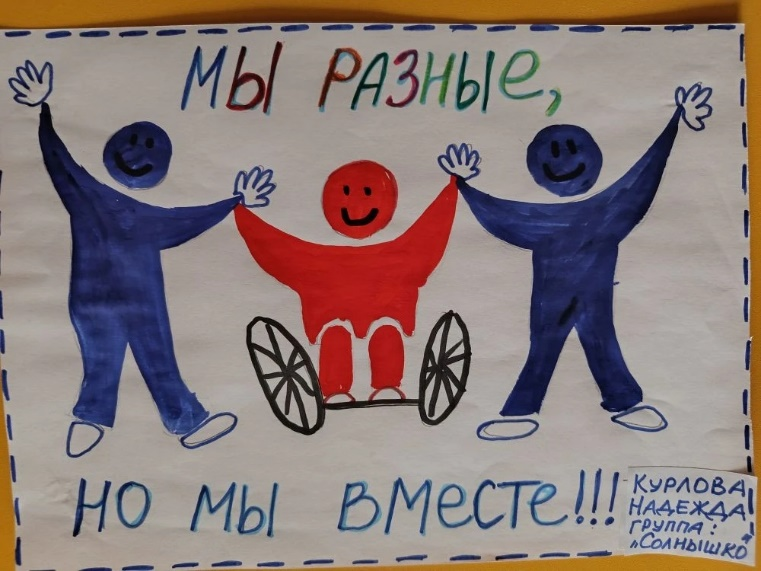 МЫ РАЗНЫЕ,
НО МЫ ВМЕСТЕ!!!
КУРЛОВА
НАДЕЖДА
ГРУППА:
„СОЛНЫШКО"